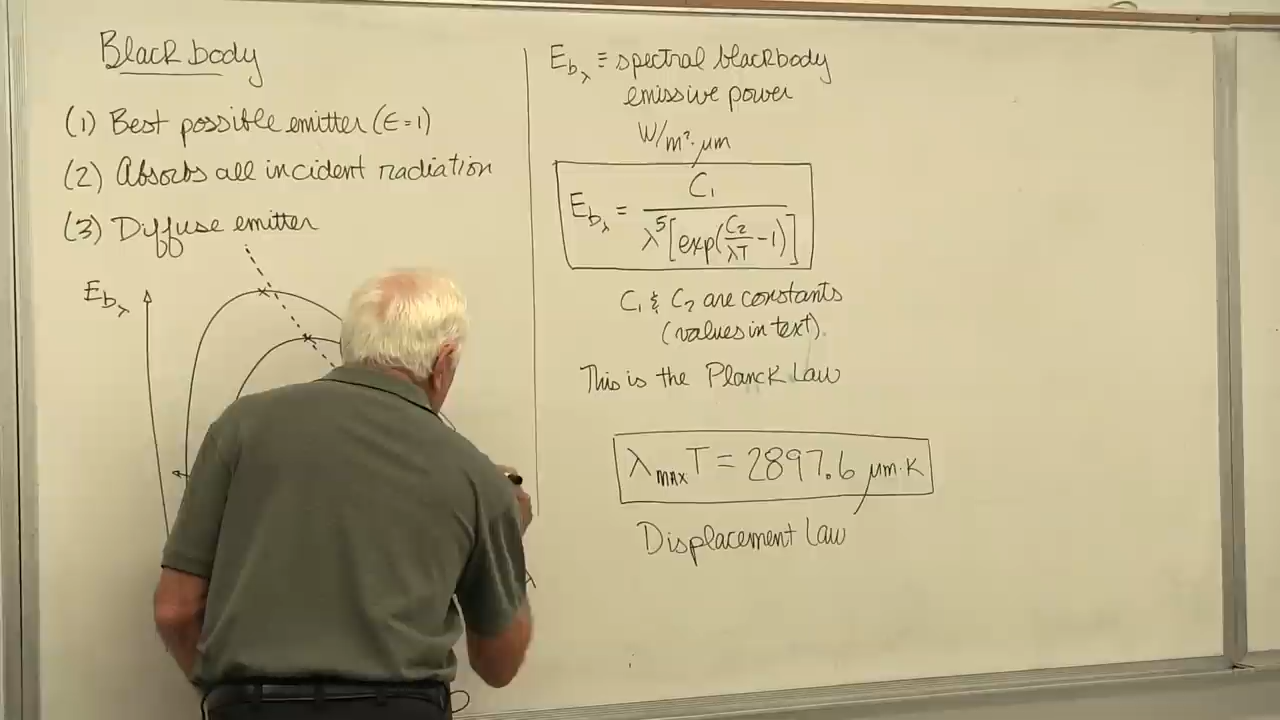 Black body
(1) Best possible emitter (ϵ=1)
(2) Absorbs all incident radiation
(3) Diffuse emitter
E_bλ
λ
E_bλ ≡ spectral blackbody
emissive power
W/m²·μm
E_bλ = C₁ / λ⁵[exp(C₂/λT -1)]
C₁ & C₂ are constants
(values in text).
This is the Planck Law
λ_MAX T = 2897.6 μm·K
Displacement Law